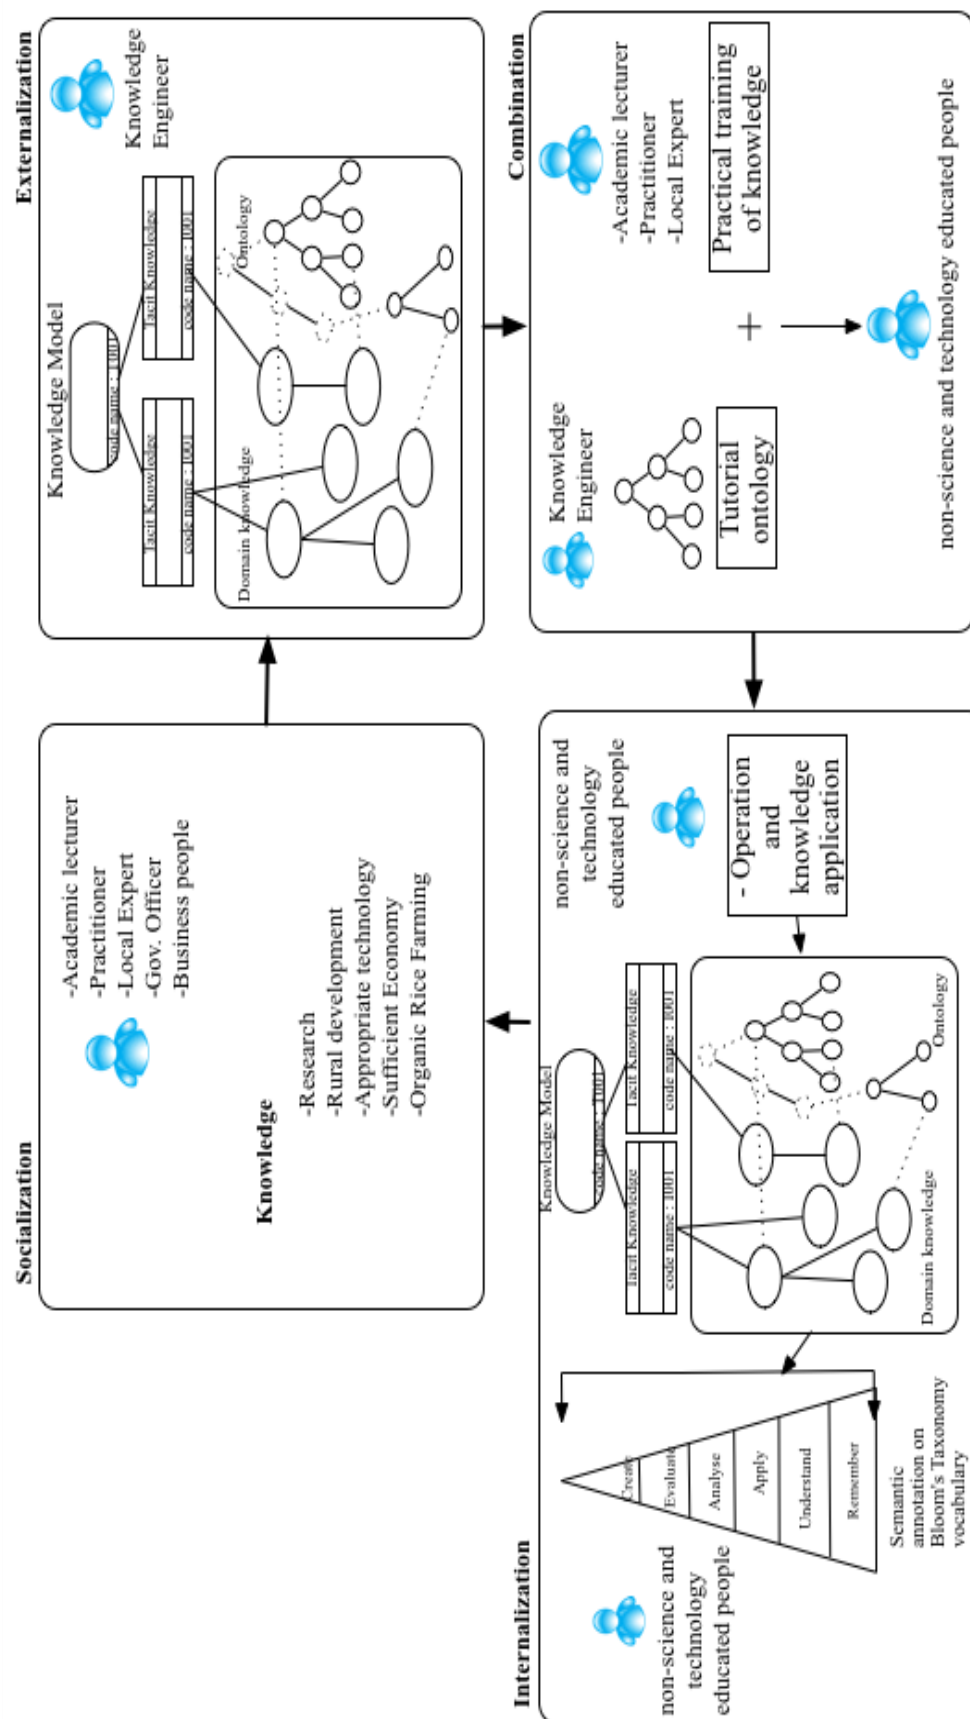 Socialization
-Academic lecturer
-Practitioner
-Local Expert
-Gov. Officer
-Business people
Knowledge
-Research
-Rural development
-Appropriate technology
-Sufficient Economy
-Organic Rice Farming
Externalization
Knowledge
Engineer
Knowledge Model
code name : 1001
Tacit Knowledge
code name : 1001
Tacit Knowledge
code name : 1001
Domain knowledge
Ontology
Internalization
non-science and
technology
educated people
Create
Evaluate
Analyse
Apply
Understand
Remember
Semantic
annotation on
Bloom's Taxonomy
vocabulary
Knowledge Model
code name : 1001
Tacit Knowledge
code name : 1001
Tacit Knowledge
code name : 1001
Domain knowledge
Ontology
non-science and
technology
educated people
- Operation
and
knowledge
application
Combination
Knowledge
Engineer
Tutorial
ontology
+
-Academic lecturer
-Practitioner
-Local Expert
Practical training
of knowledge
non-science and technology educated people